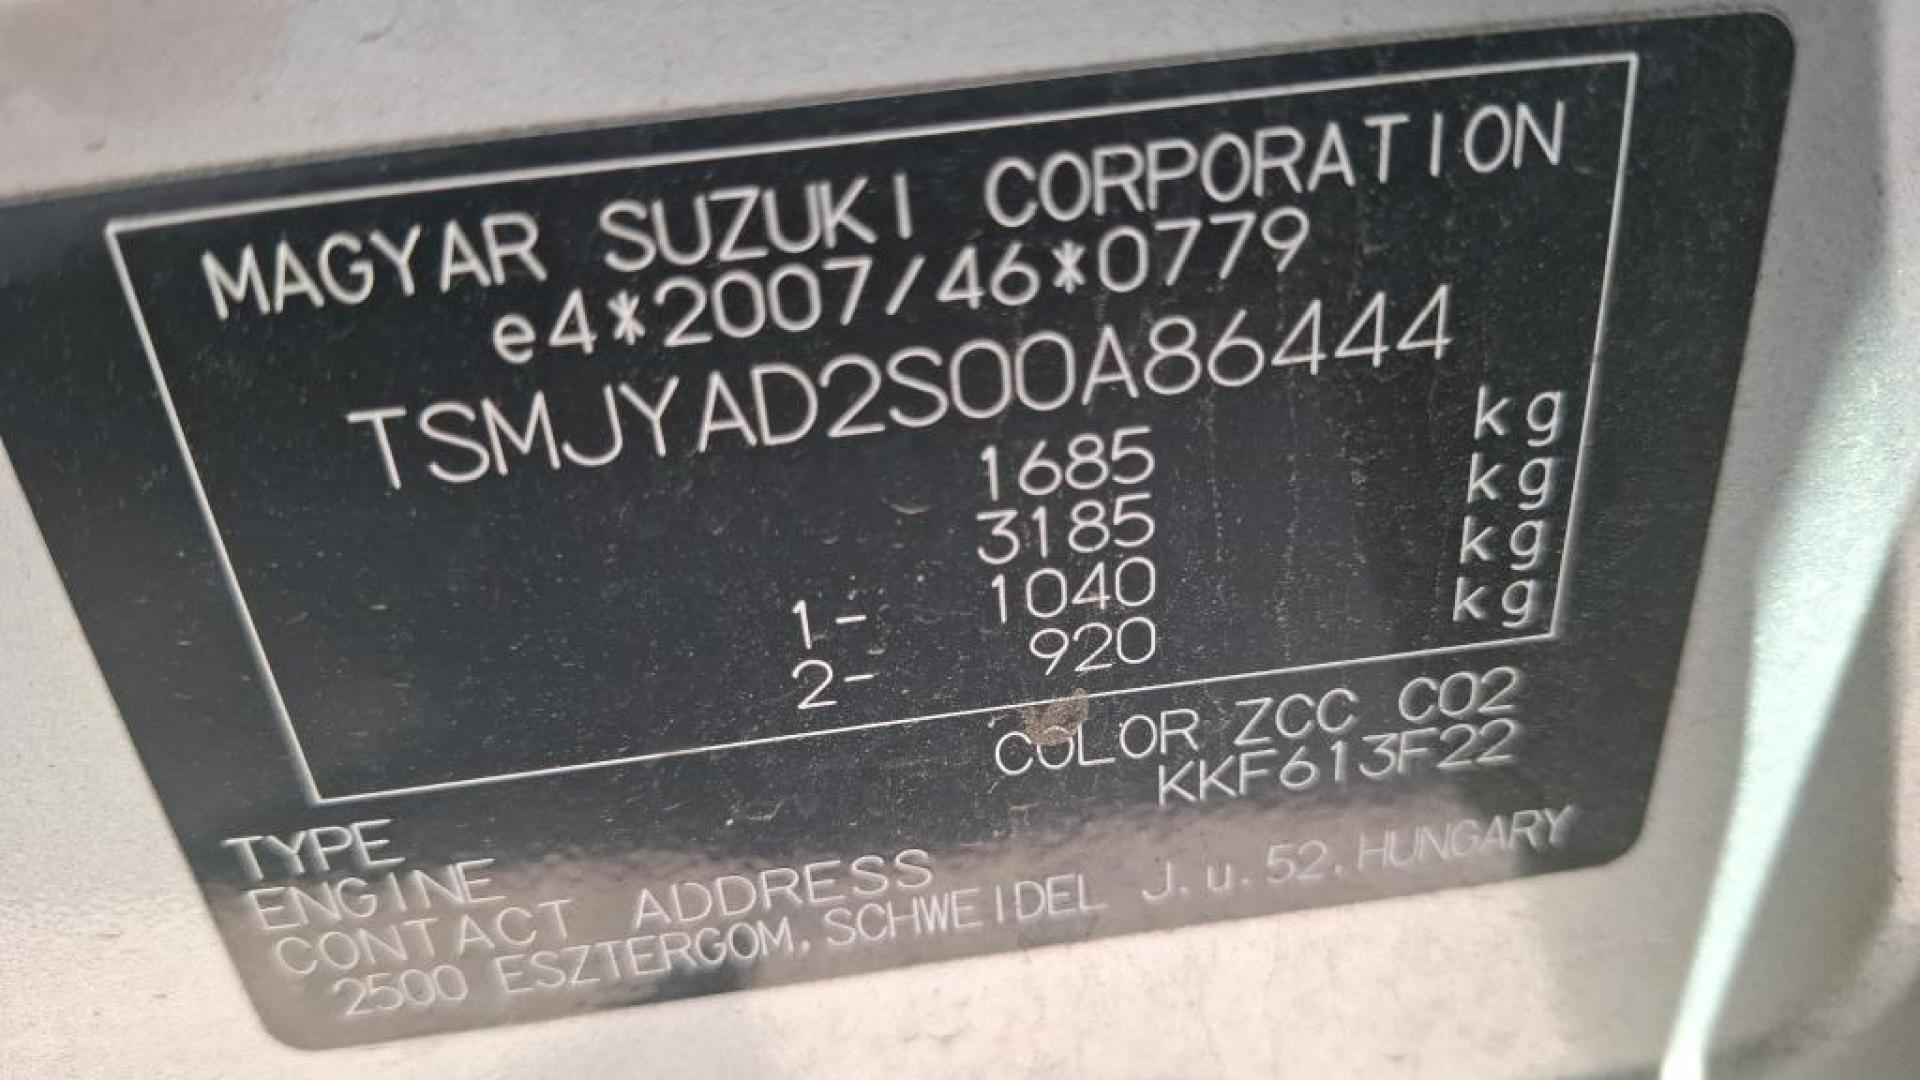 MAGYAR SUZUKI CORPORATION
e4*2007/46*0779
TSMJYAD2S00A86444
1685 kg
3185 kg
1- 1040 kg
2- 920 kg
COLOR ZCC C02
TYPE KKF613F22
ENGINE
CONTACT ADDRESS
2500 ESZTERGOM, SCHWEIDEL J.u.52.HUNGARY